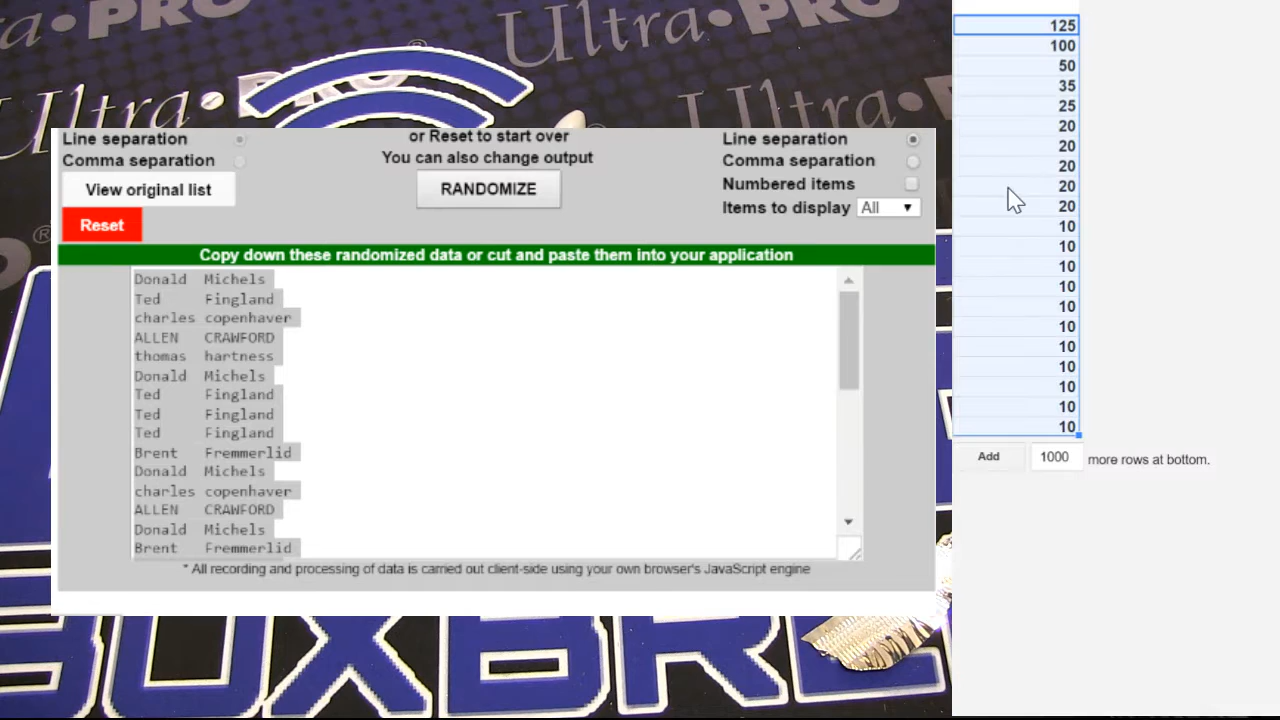 Ultra•PRO
Ultra•PRO
Line separation
Comma separation
View original list
Reset
or Reset to start over
You can also change output
RANDOMIZE
Line separation
Comma separation
Numbered items
Items to display All
Copy down these randomized data or cut and paste them into your application
Donald Michels
Ted Fingland
charles copenhaver
ALLEN CRAWFORD
thomas hartness
Donald Michels
Ted Fingland
Ted Fingland
Ted Fingland
Brent Fremmerlid
Donald Michels
charles copenhaver
ALLEN CRAWFORD
Donald Michels
Brent Fremmerlid
* All recording and processing of data is carried out client-side using your own browser's JavaScript engine
125
100
50
35
25
20
20
20
20
20
10
10
10
10
10
10
10
10
10
10
10
Add 1000 more rows at bottom.
BOXBRE